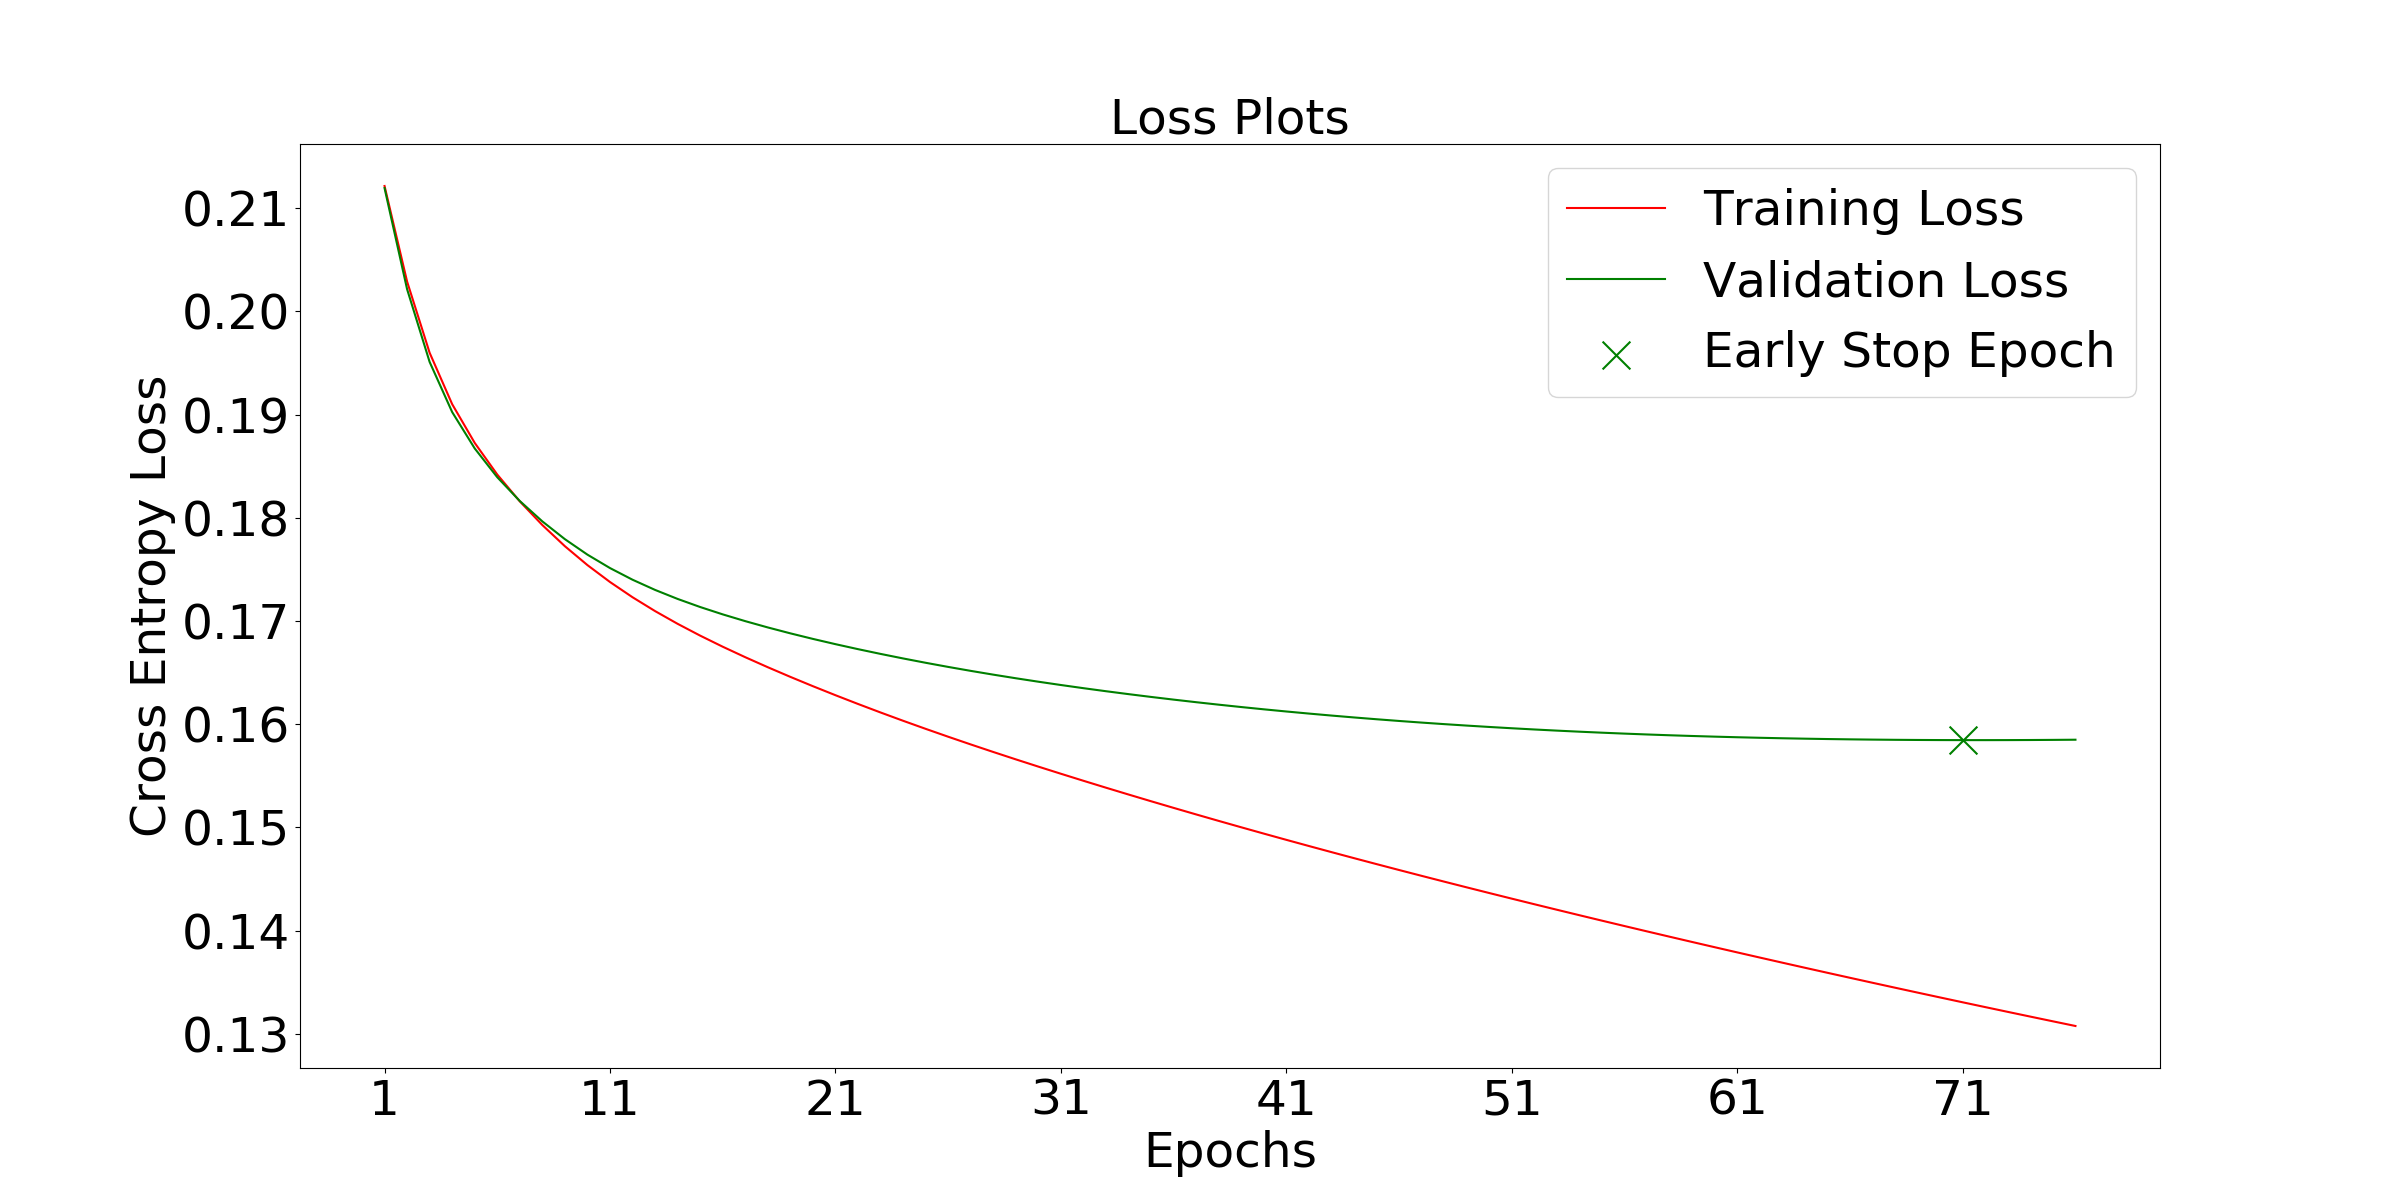 Loss Plots
Training Loss
Validation Loss
Early Stop Epoch
Cross Entropy Loss
0.21
0.20
0.19
0.18
0.17
0.16
0.15
0.14
0.13
1 11 21 31 41 51 61 71
Epochs